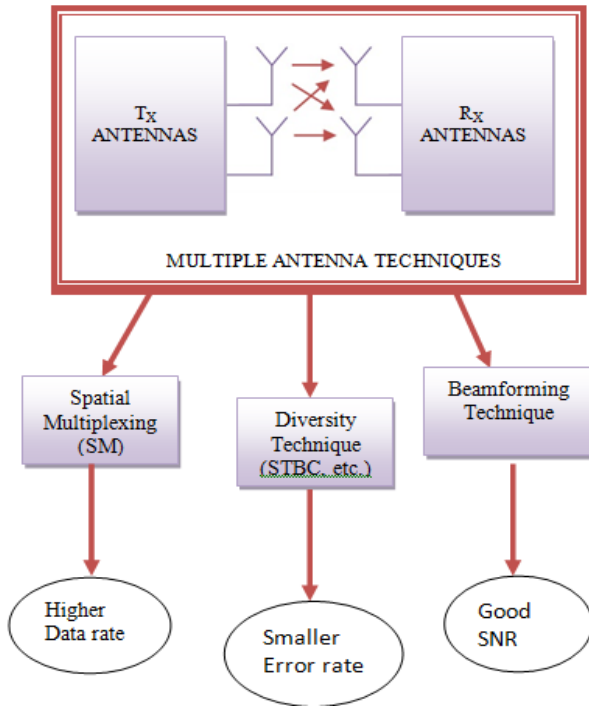 TX
ANTENNAS
RX
ANTENNAS
MULTIPLE ANTENNA TECHNIQUES
Spatial
Multiplexing
(SM)
Diversity
Technique
(STBC, etc.)
Beamforming
Technique
Higher
Data rate
Smaller
Error rate
Good
SNR